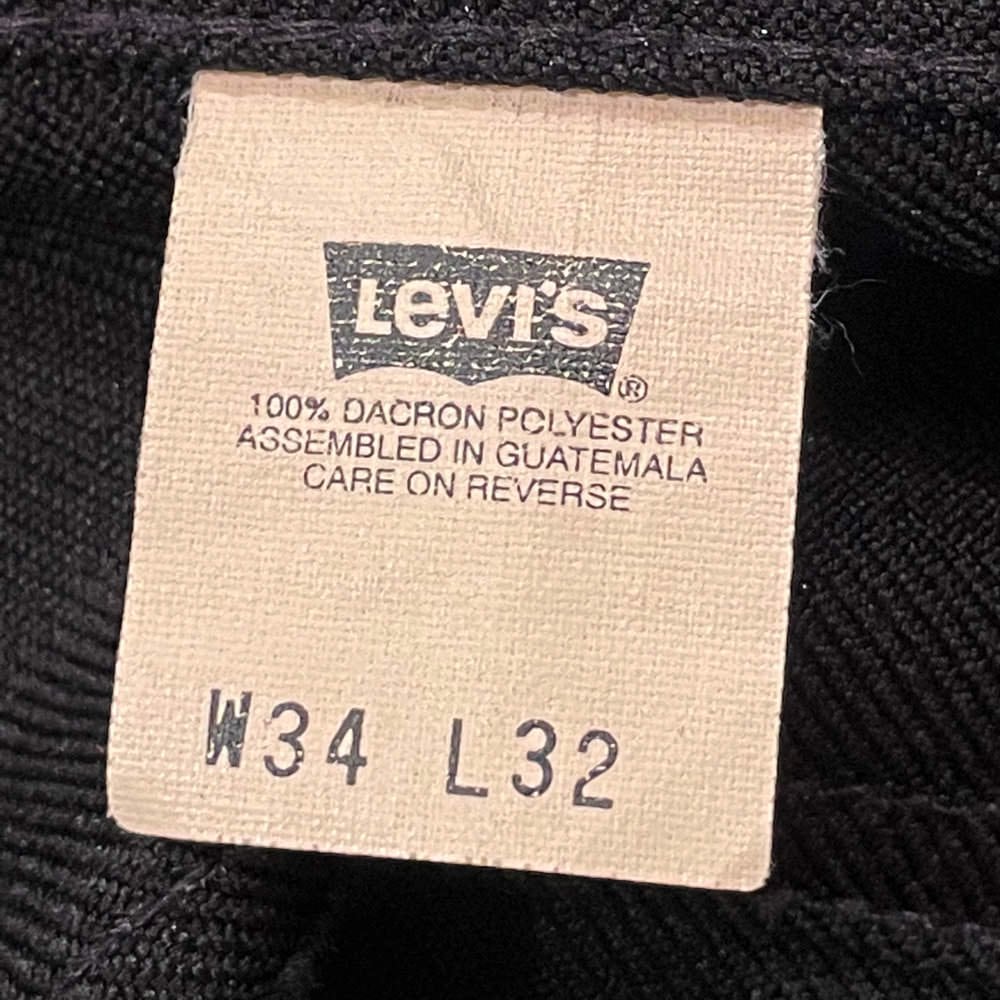 Levi's ®
100% DACRON POLYESTER
ASSEMBLED IN GUATEMALA
CARE ON REVERSE
W34 L32